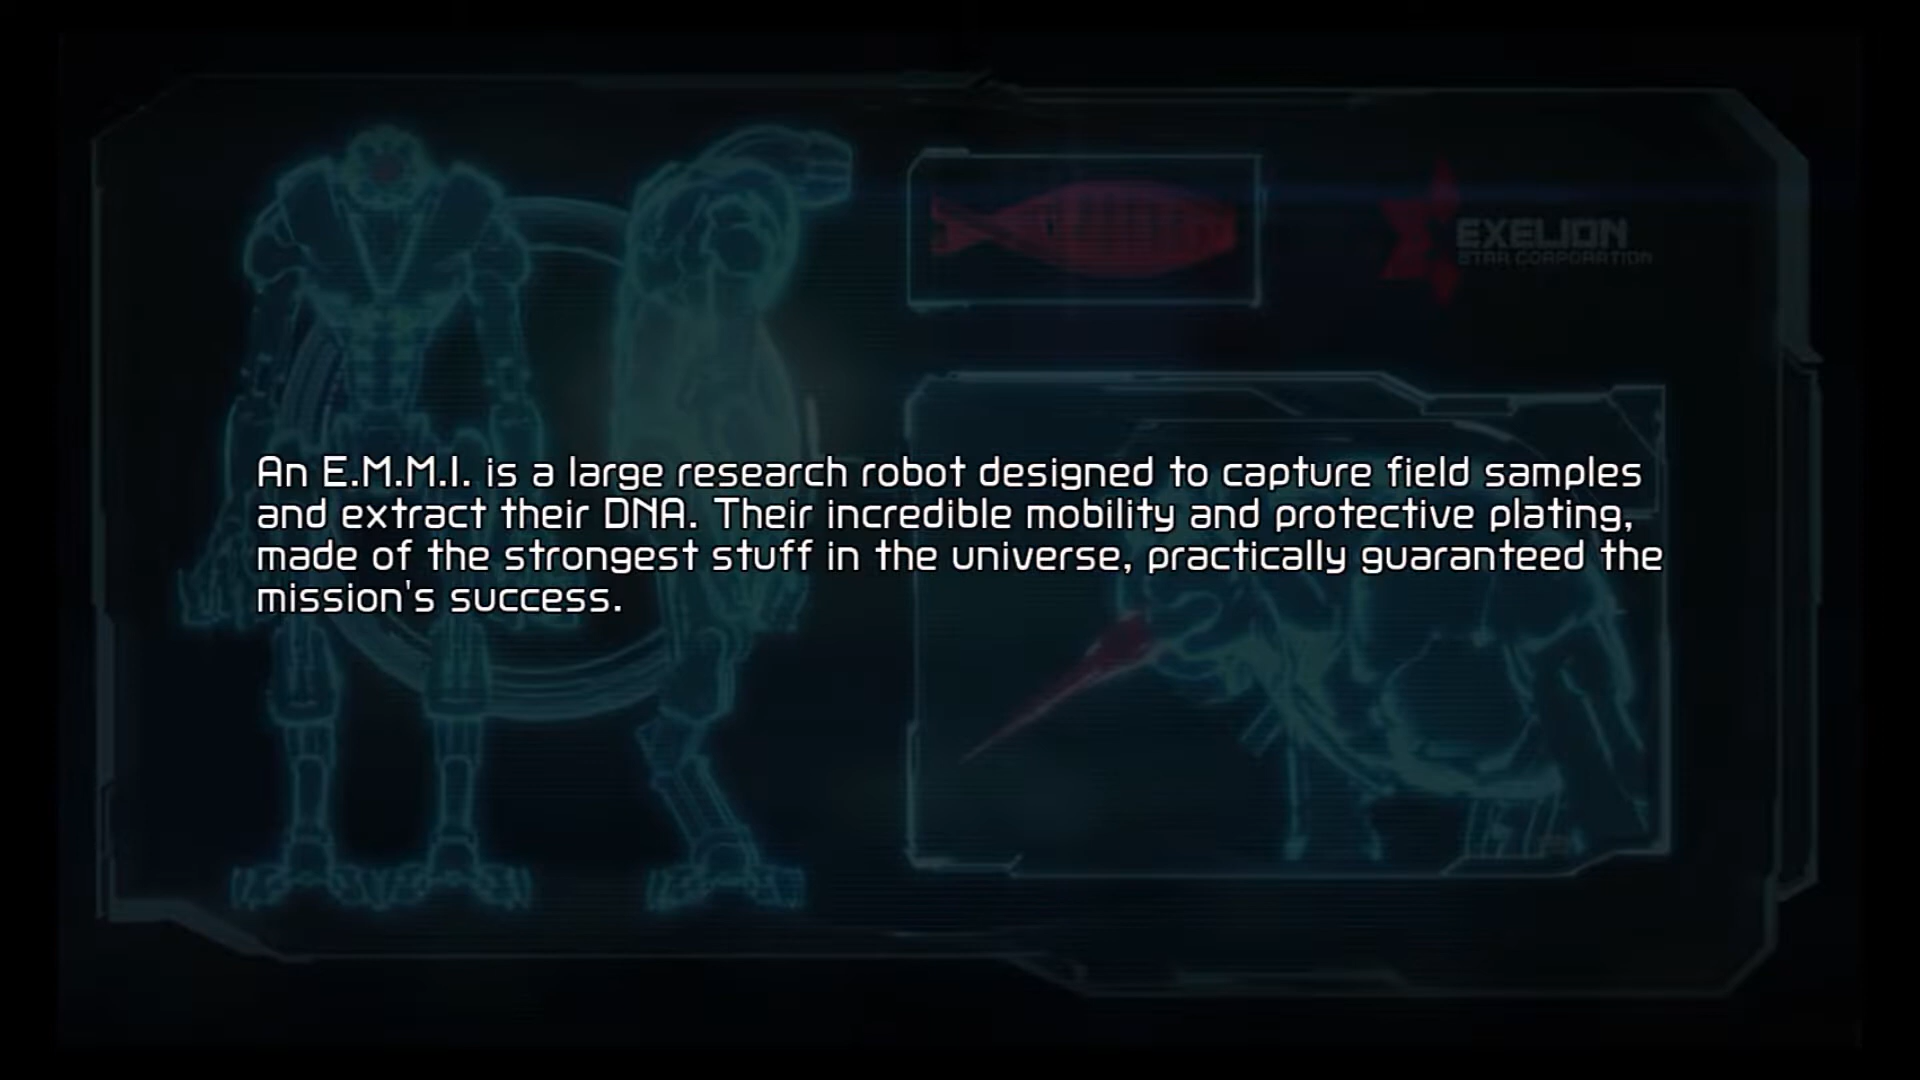 EXELION
STAR CORPORATION
An E.M.M.I. is a large research robot designed to capture field samples
and extract their DNA. Their incredible mobility and protective plating,
made of the strongest stuff in the universe, practically guaranteed the
mission's success.